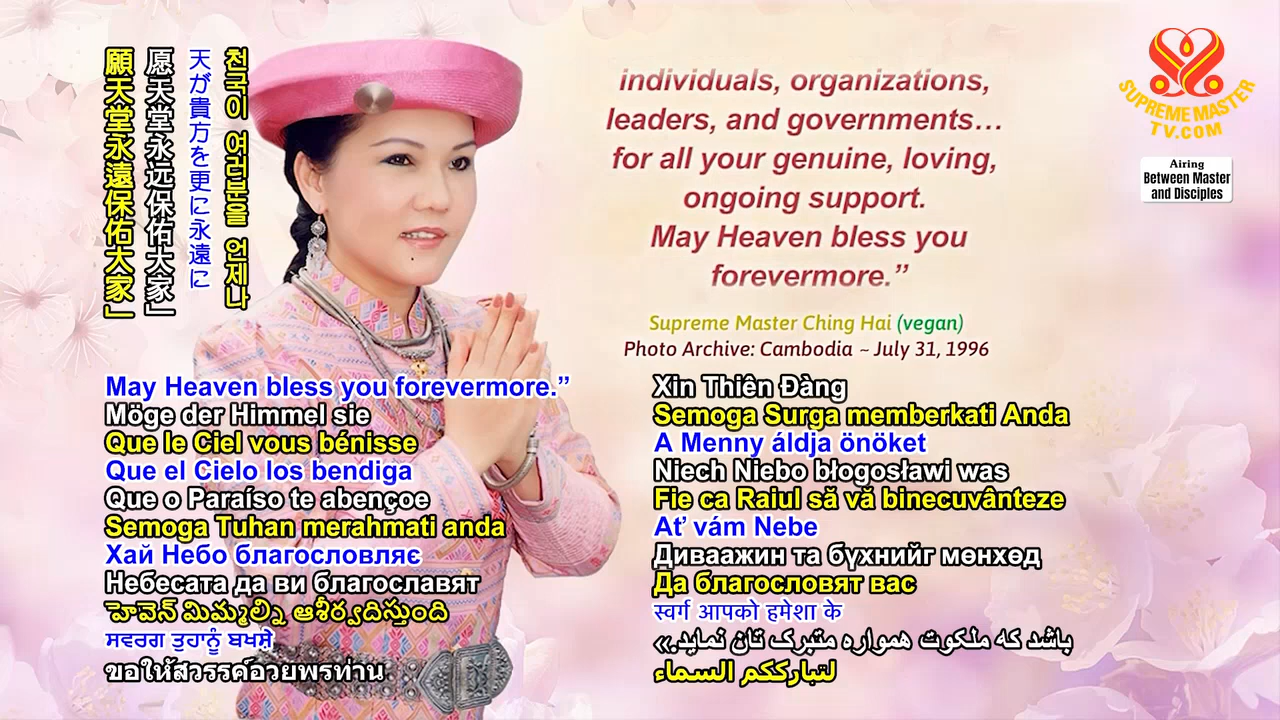 願天堂永遠保佑大家」
愿天堂永远保佑大家」
天が貴方を更に永遠に
천국이 여러분을 언제나
individuals, organizations,
leaders, and governments…
for all your genuine, loving,
ongoing support.
May Heaven bless you
forevermore.”
Supreme Master Ching Hai (vegan)
Photo Archive: Cambodia ~ July 31, 1996
SUPREME MASTER
TV.COM
Airing
Between Master
and Disciples
May Heaven bless you forevermore.”
Möge der Himmel sie
Que le Ciel vous bénisse
Que el Cielo los bendiga
Que o Paraíso te abençoe
Semoga Tuhan merahmati anda
Хай Небо благословляє
Небесата да ви благославят
హెవెన్ మిమ్మల్ని ఆశీర్వదిస్తుంది
ਸਵਰਗ ਤੁਹਾਨੂੰ ਬਖਸ਼ੇ
ขอให้สวรรค์อวยพรท่าน
Xin Thiên Đàng
Semoga Surga memberkati Anda
A Menny áldja önöket
Niech Niebo błogosławi was
Fie ca Raiul să vă binecuvânteze
Ať vám Nebe
Диваажин та бүхнийг мөнхөд
Да благословят вас
स्वर्ग आपको हमेशा के
باشد که ملکوت همواره متبرک تان نماید.»
لتبارككم السماء